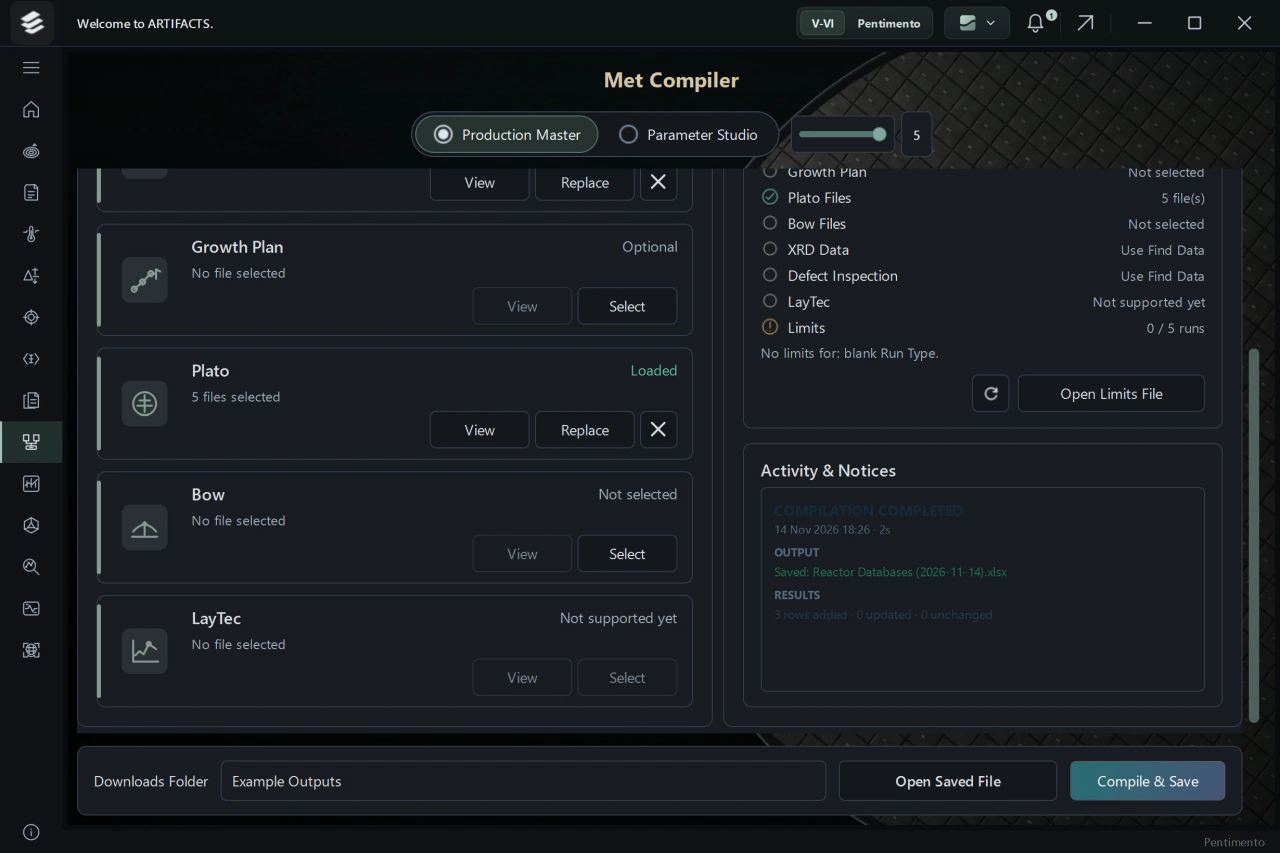 Welcome to ARTIFACTS.
V-VI Pentimento
1
Met Compiler
Production Master
Parameter Studio
5
View
Replace
Growth Plan
Optional
No file selected
View
Select
Plato
Loaded
5 files selected
View
Replace
Bow
Not selected
No file selected
View
Select
LayTec
Not supported yet
No file selected
View
Select
Growth Plan Not selected
Plato Files 5 file(s)
Bow Files Not selected
XRD Data Use Find Data
Defect Inspection Use Find Data
LayTec Not supported yet
Limits 0 / 5 runs
No limits for: blank Run Type.
Open Limits File
Activity & Notices
COMPILATION COMPLETED
14 Nov 2026 18:26 · 2s
OUTPUT
Saved: Reactor Databases (2026-11-14).xlsx
RESULTS
3 rows added · 0 updated · 0 unchanged
Downloads Folder
Example Outputs
Open Saved File
Compile & Save
Pentimento